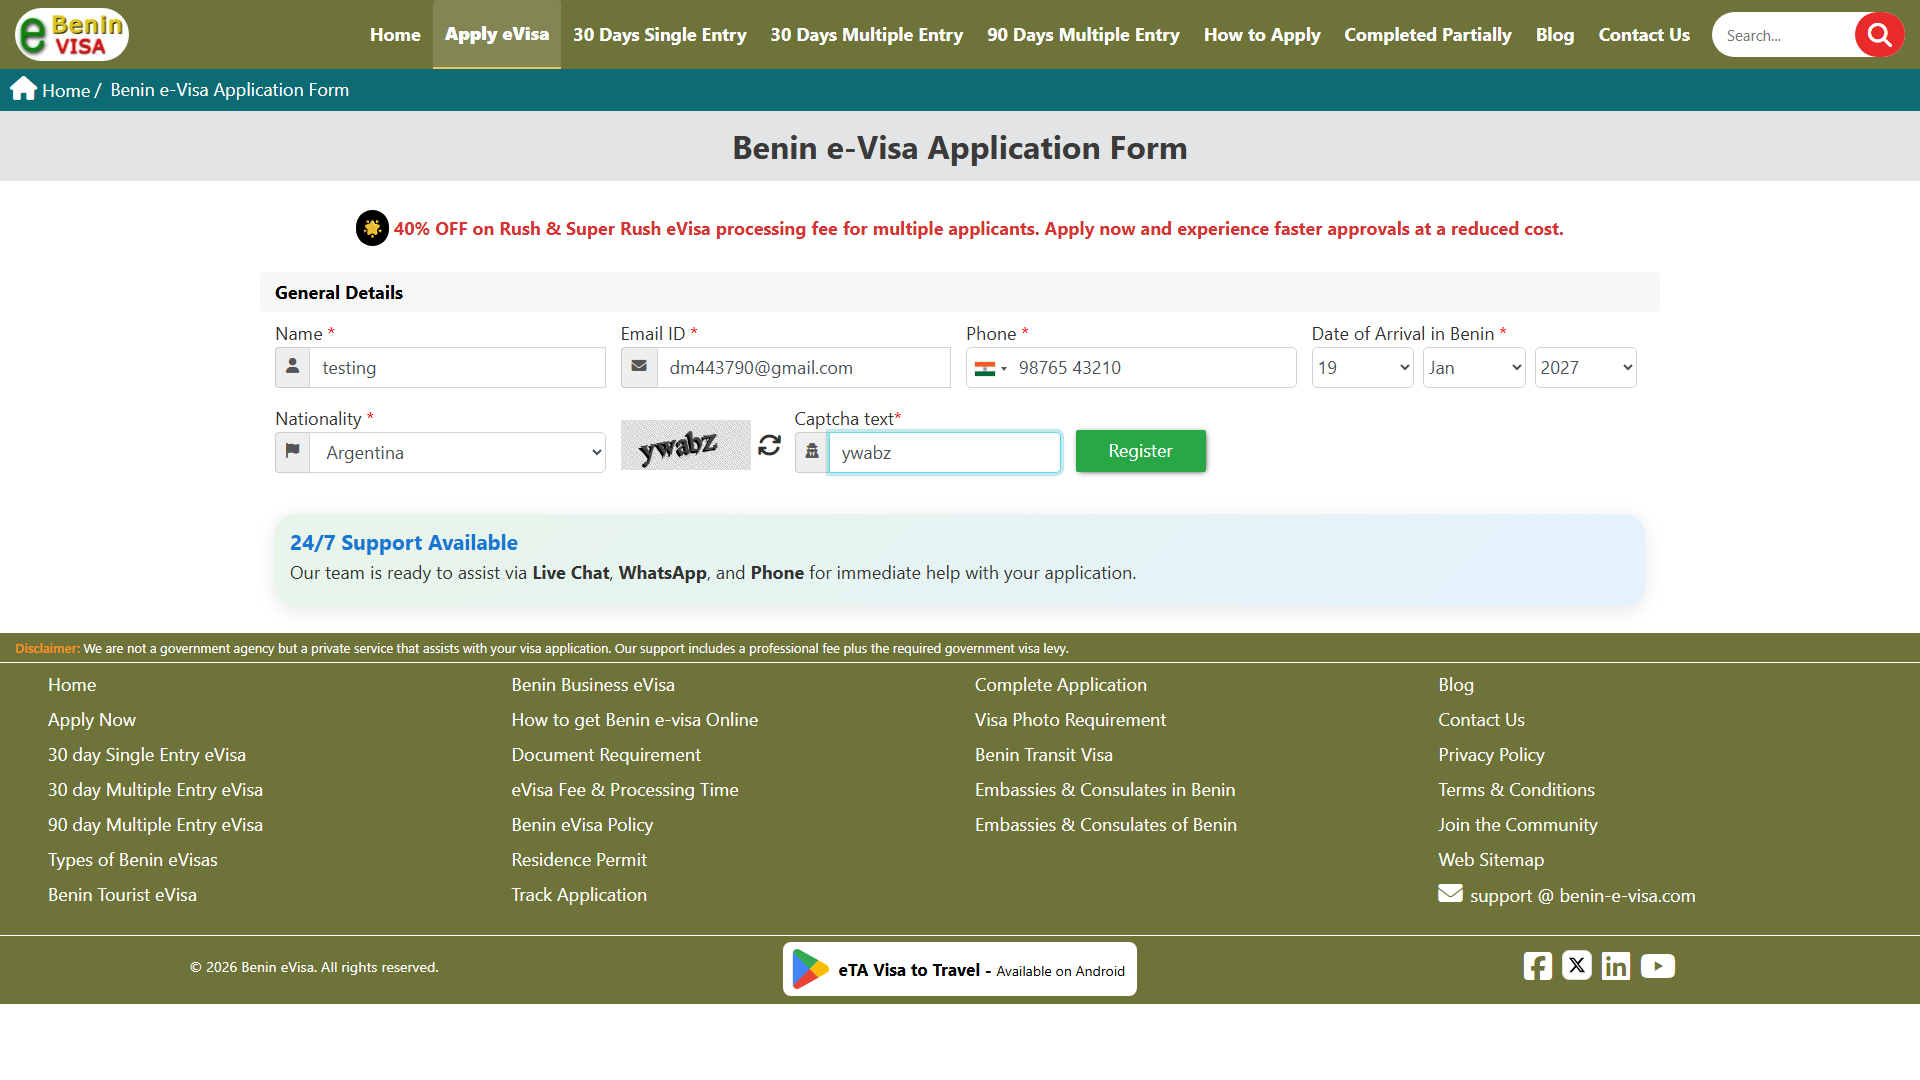 e Benin VISA
Home Apply eVisa 30 Days Single Entry 30 Days Multiple Entry 90 Days Multiple Entry How to Apply Completed Partially Blog Contact Us Search...
Home / Benin e-Visa Application Form
Benin e-Visa Application Form
40% OFF on Rush & Super Rush eVisa processing fee for multiple applicants. Apply now and experience faster approvals at a reduced cost.
General Details
Name * Email ID * Phone * Date of Arrival in Benin *
testing dm443790@gmail.com 98765 43210 19 Jan 2027
Nationality * Captcha text*
Argentina ywabz ywabz Register
24/7 Support Available
Our team is ready to assist via Live Chat, WhatsApp, and Phone for immediate help with your application.
Disclaimer: We are not a government agency but a private service that assists with your visa application. Our support includes a professional fee plus the required government visa levy.
Home Benin Business eVisa Complete Application Blog
Apply Now How to get Benin e-visa Online Visa Photo Requirement Contact Us
30 day Single Entry eVisa Document Requirement Benin Transit Visa Privacy Policy
30 day Multiple Entry eVisa eVisa Fee & Processing Time Embassies & Consulates in Benin Terms & Conditions
90 day Multiple Entry eVisa Benin eVisa Policy Embassies & Consulates of Benin Join the Community
Types of Benin eVisas Residence Permit Web Sitemap
Benin Tourist eVisa Track Application support @ benin-e-visa.com
© 2026 Benin eVisa. All rights reserved. eTA Visa to Travel - Available on Android